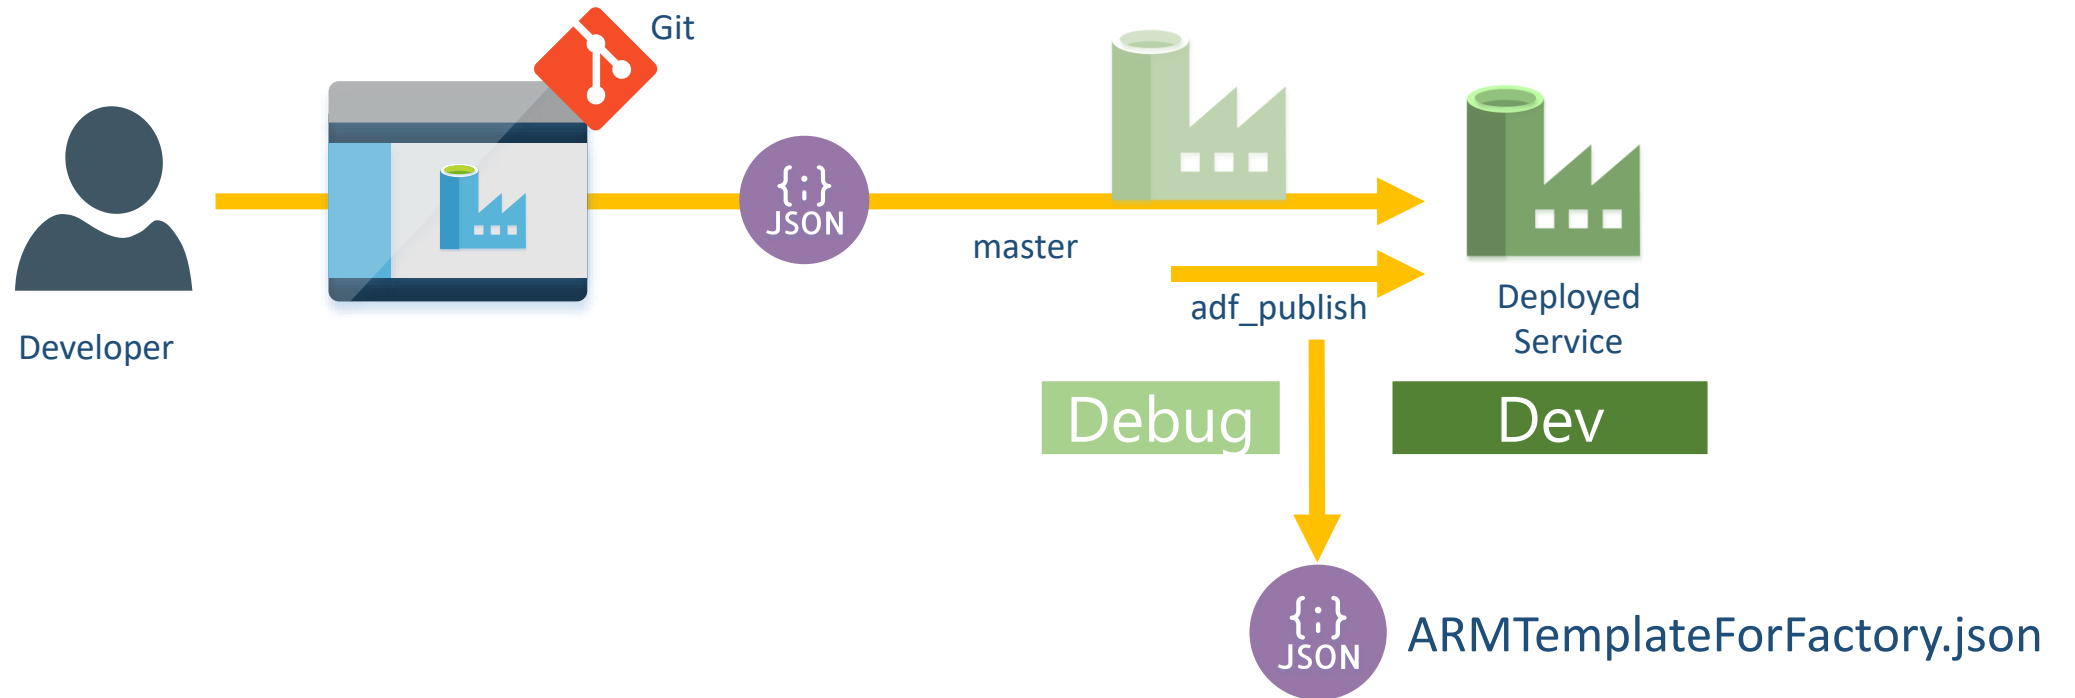 Git
{;}
JSON
master
adf_publish
Developer
Deployed
Service
Debug
Dev
{;}
JSON
ARMTemplateForFactory.json